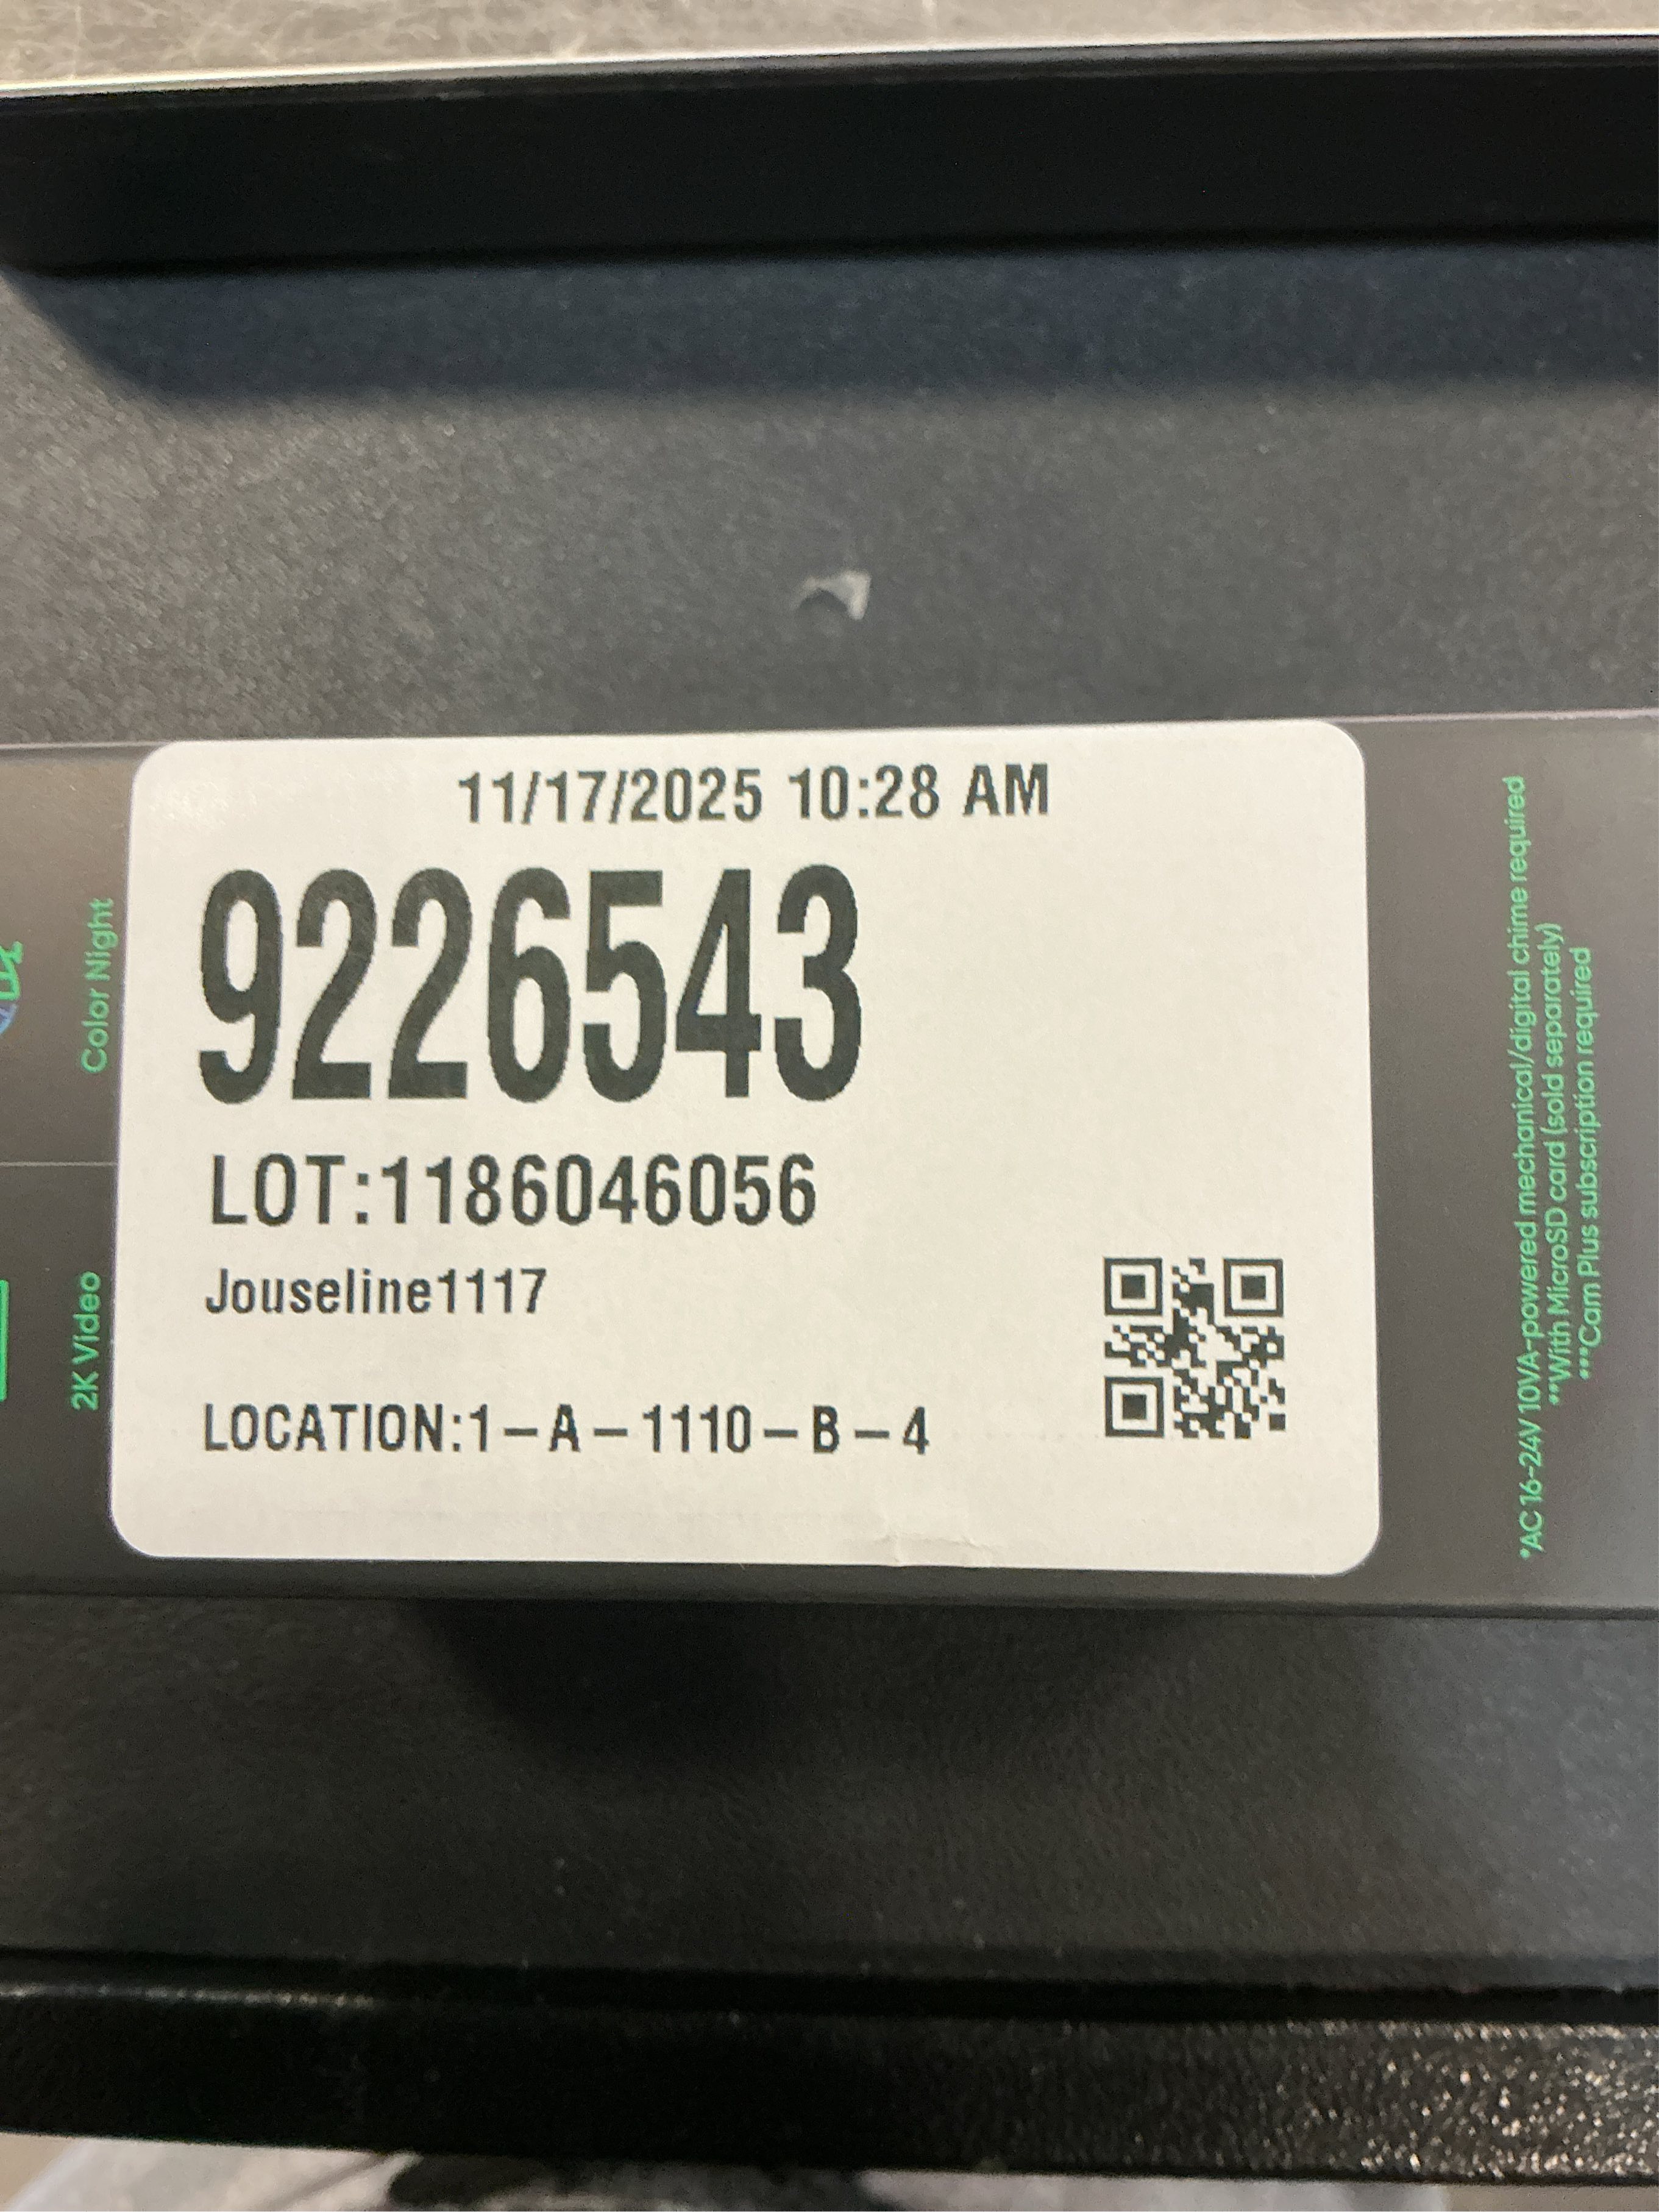 11/17/2025 10:28 AM
9226543
LOT:1186046056
Jouseline1117
LOCATION:1-A-1110-B-4
Color Night
2K Video
*AC 16-24V 10VA-powered mechanical/digital chime required
**With MicroSD card (sold separately)
***Cam Plus subscription required